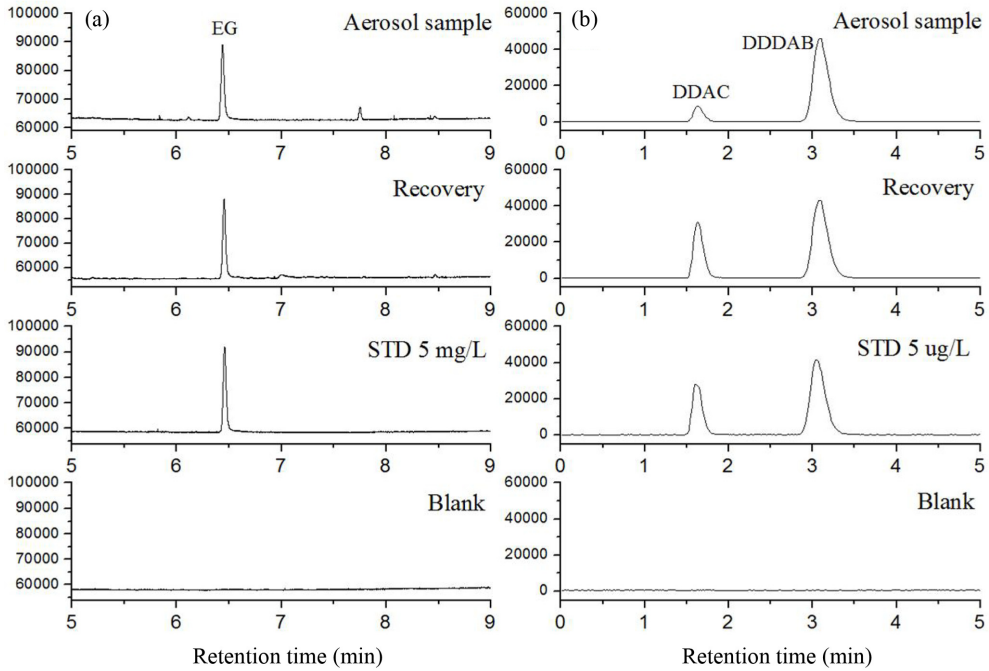 (a)
Aerosol sample
EG
100000
90000
80000
70000
60000
5 6 7 8 9
Recovery
100000
90000
80000
70000
60000
5 6 7 8 9
STD 5 mg/L
100000
90000
80000
70000
60000
5 6 7 8 9
Blank
100000
90000
80000
70000
60000
5 6 7 8 9
Retention time (min)
(b)
Aerosol sample
DDDAB
DDAC
60000
40000
20000
0
0 1 2 3 4 5
Recovery
60000
40000
20000
0
0 1 2 3 4 5
STD 5 ug/L
60000
40000
20000
0
0 1 2 3 4 5
Blank
60000
40000
20000
0
0 1 2 3 4 5
Retention time (min)